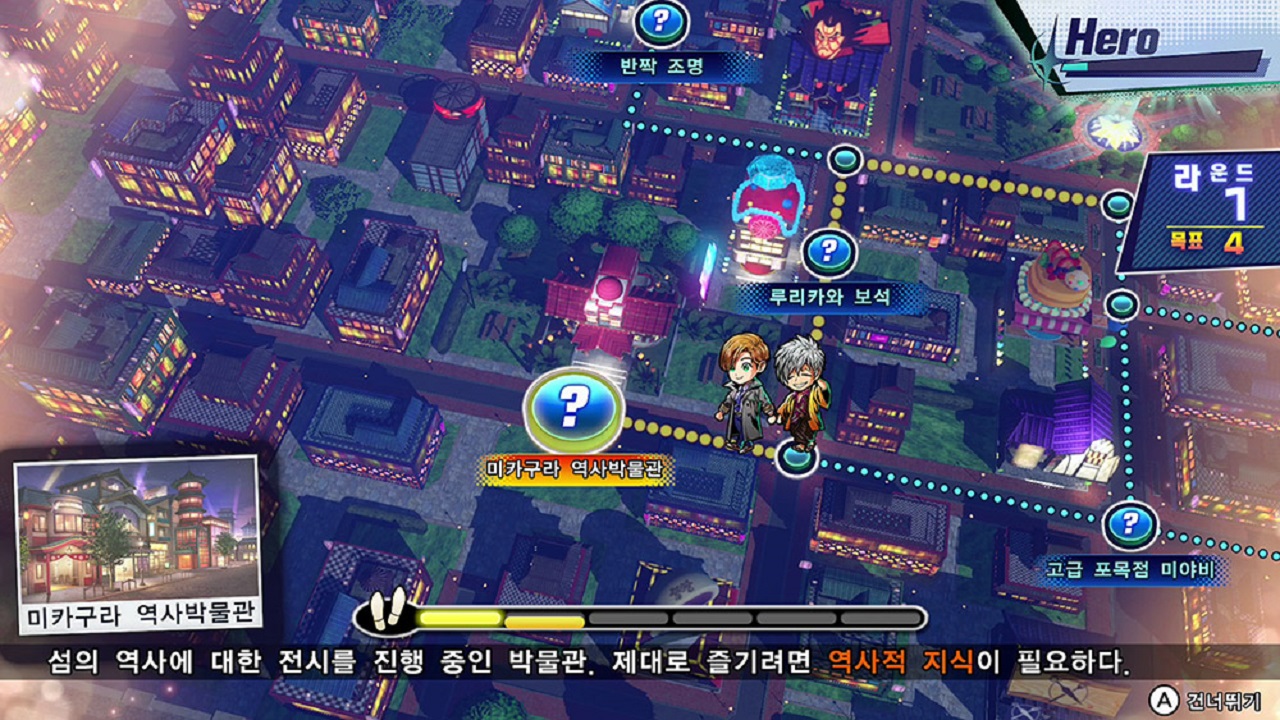 ?
반짝 조명
Hero
라운드
1
목표 4
?
루리카와 보석
?
미카구라 역사박물관
?
고급 포목점 미야비
미카구라 역사박물관
섬의 역사에 대한 전시를 진행 중인 박물관. 제대로 즐기려면 역사적 지식이 필요하다.
A 건너뛰기